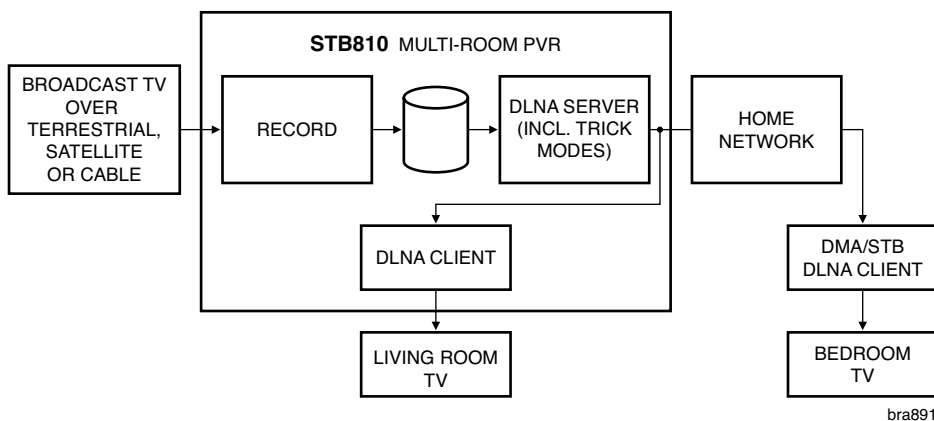 STB810 MULTI-ROOM PVR
BROADCAST TV
OVER
TERRESTRIAL,
SATELLITE
OR CABLE
RECORD
DLNA SERVER
(INCL. TRICK
MODES)
HOME
NETWORK
DLNA CLIENT
DMA/STB
DLNA CLIENT
LIVING ROOM
TV
BEDROOM
TV
bra891